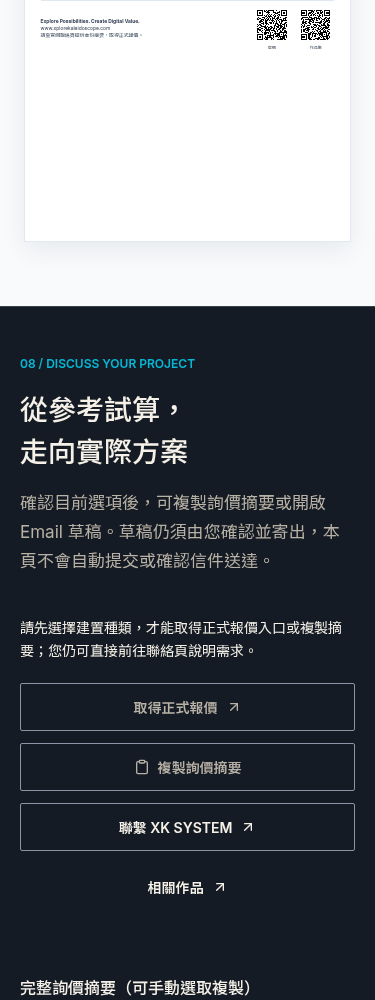 Explore Possibilities. Create Digital Value.
www.xplorekaleidoscope.com
官網
作品集
08 / DISCUSS YOUR PROJECT
從參考試算，
走向實際方案
確認目前選項後，可複製詢價摘要或開啟
Email 草稿。草稿仍須由您確認並寄出，本
頁不會自動提交或確認信件送達。
請先選擇建置種類，才能取得正式報價入口或複製摘
要；您仍可直接前往聯絡頁說明需求。
取得正式報價
複製詢價摘要
聯繫 XK SYSTEM
相關作品
完整詢價摘要（可手動選取複製）